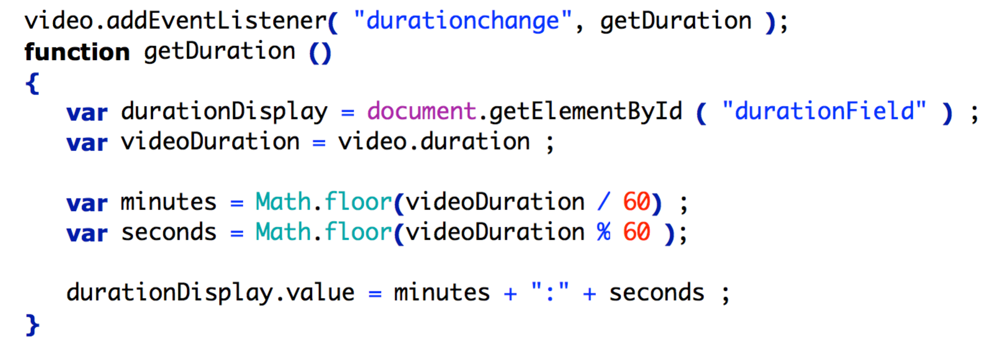 video.addEventListener( "durationchange", getDuration );
function getDuration ()
{
   var durationDisplay = document.getElementById ( "durationField" ) ;
   var videoDuration = video.duration ;

   var minutes = Math.floor(videoDuration / 60) ;
   var seconds = Math.floor(videoDuration % 60 );

   durationDisplay.value = minutes + ":" + seconds ;
}